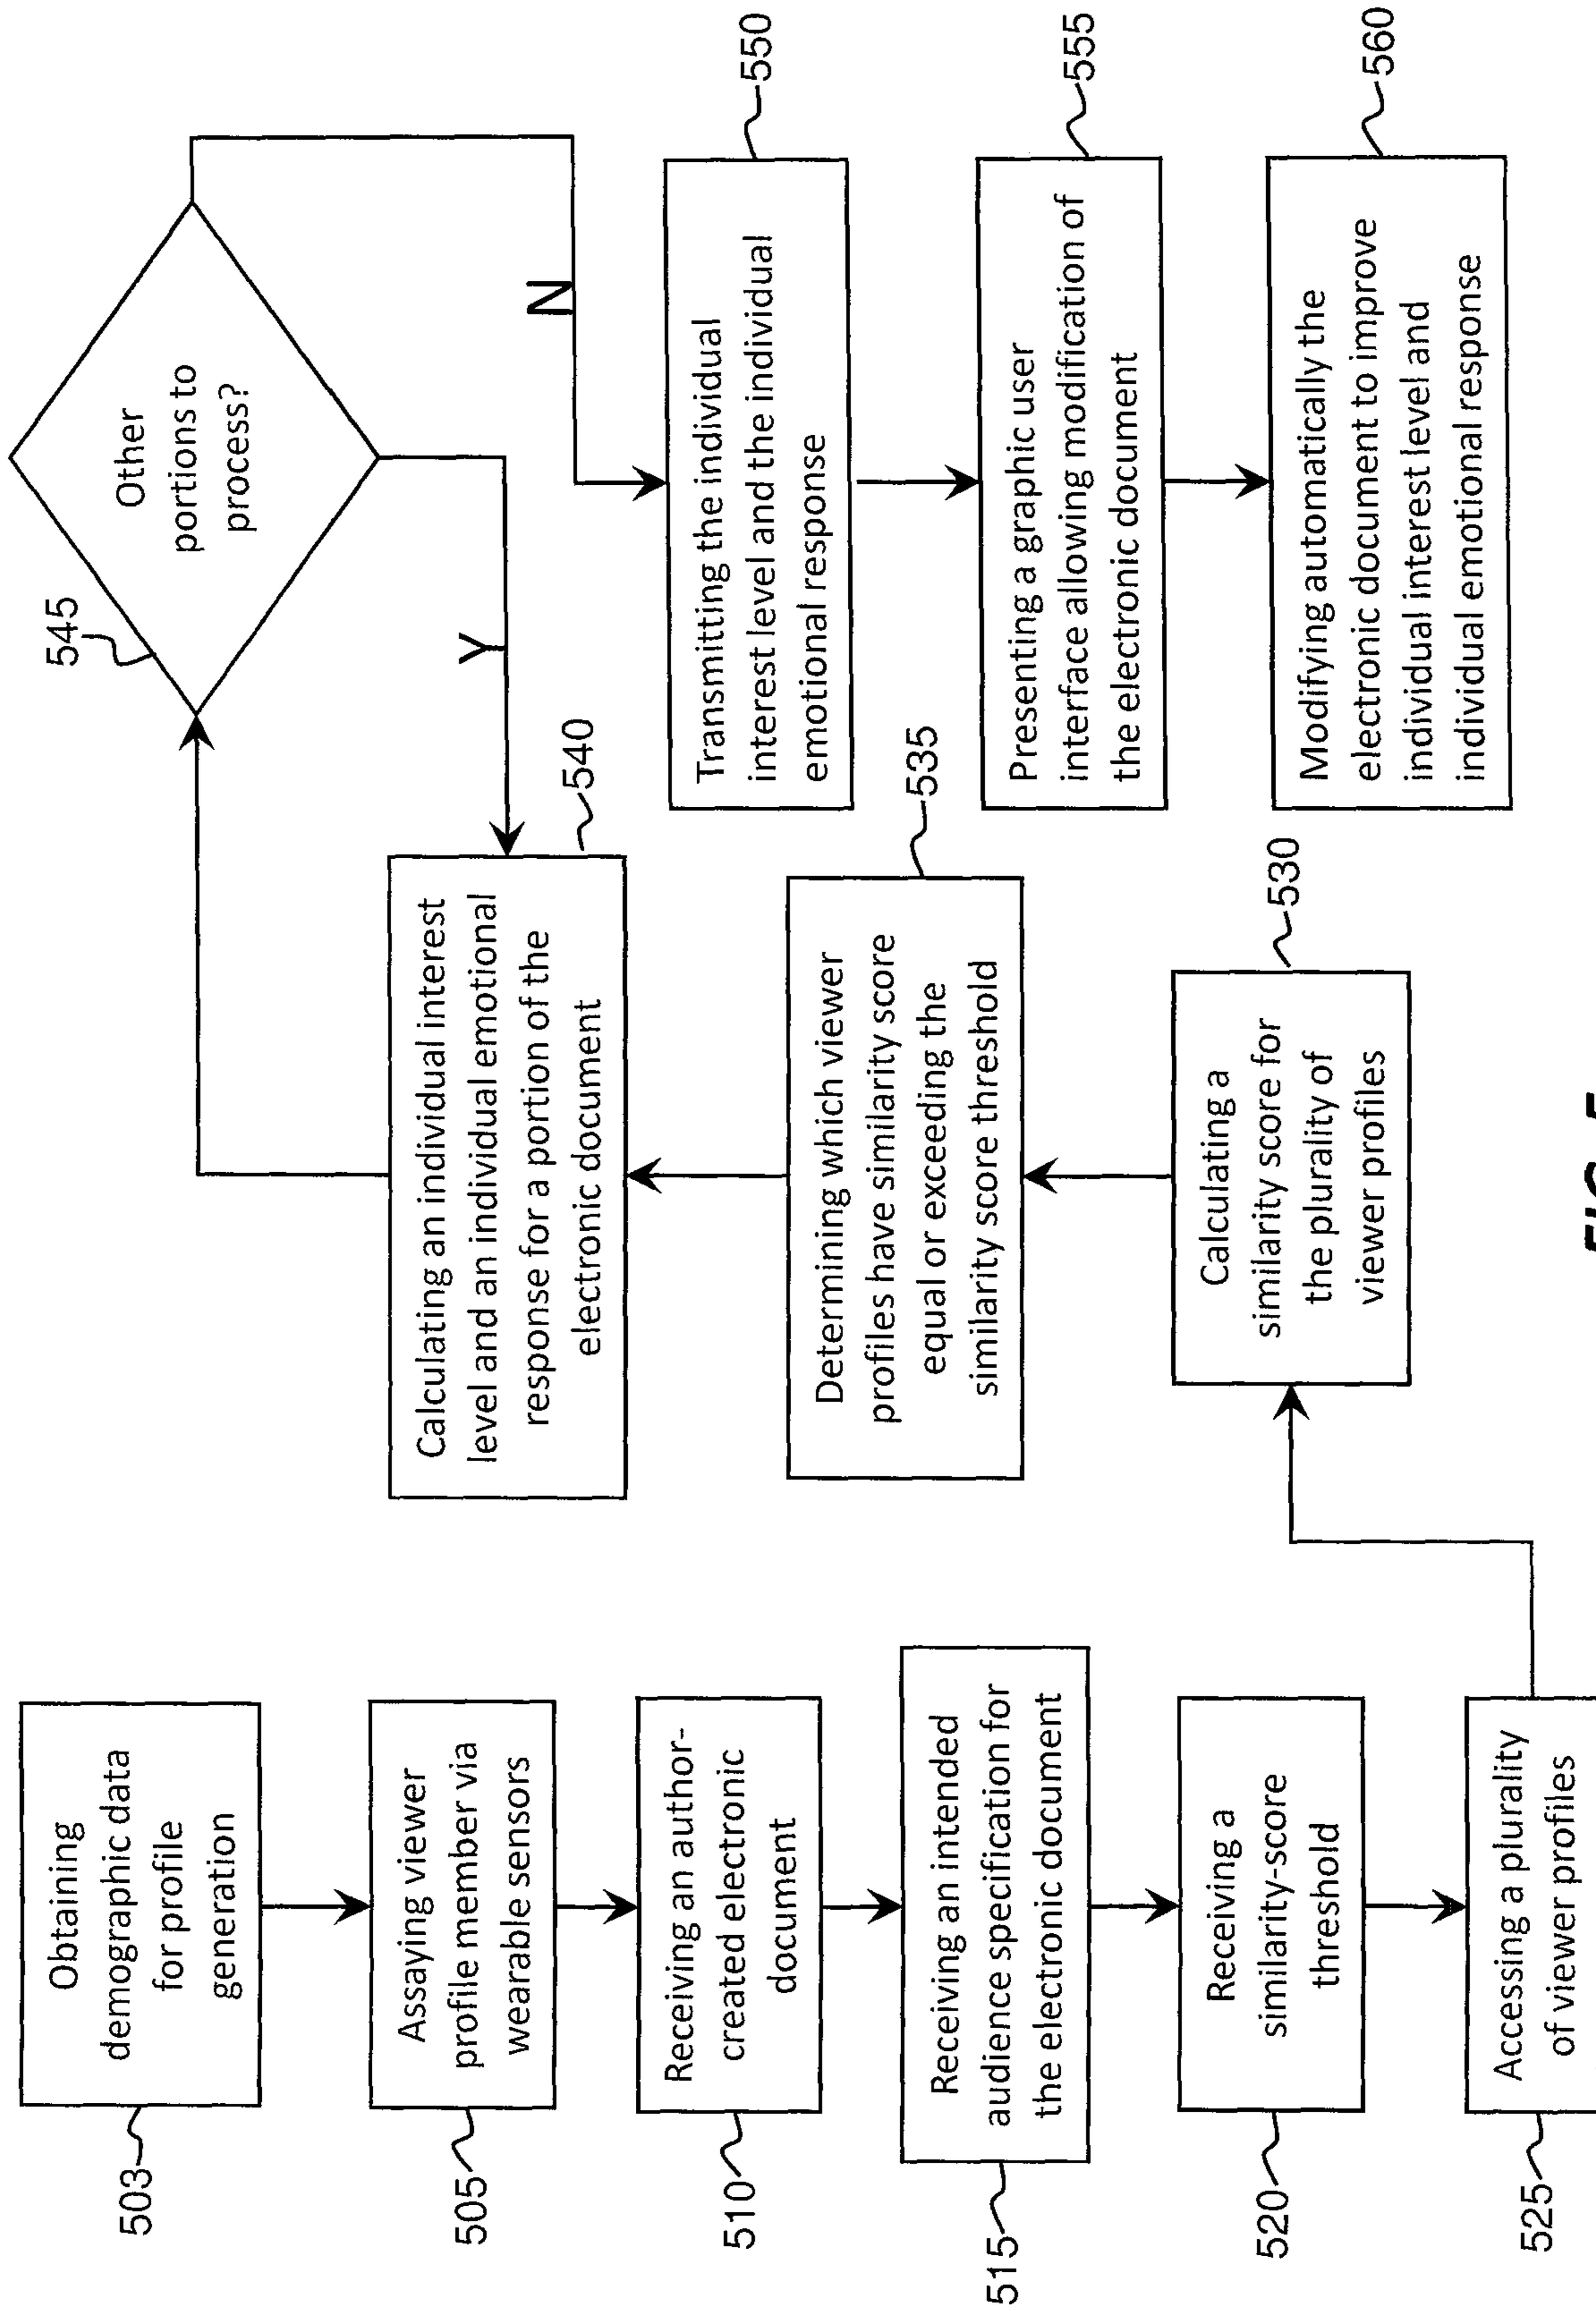 503
Obtaining
demographic data
for profile
generation
505
Assaying viewer
profile member via
wearable sensors
510
Receiving an author-
created electronic
document
515
Receiving an intended
audience specification for
the electronic document
520
Receiving a
similarity-score
threshold
525
Accessing a plurality
of viewer profiles
530
Calculating a
similarity score for
the plurality of
viewer profiles
535
Determining which viewer
profiles have similarity score
equal or exceeding the
similarity score threshold
540
Calculating an individual interest
level and an individual emotional
response for a portion of the
electronic document
545
Other
portions to
process?
Y
N
550
Transmitting the individual
interest level and the individual
emotional response
555
Presenting a graphic user
interface allowing modification of
the electronic document
560
Modifying automatically the
electronic document to improve
individual interest level and
individual emotional response